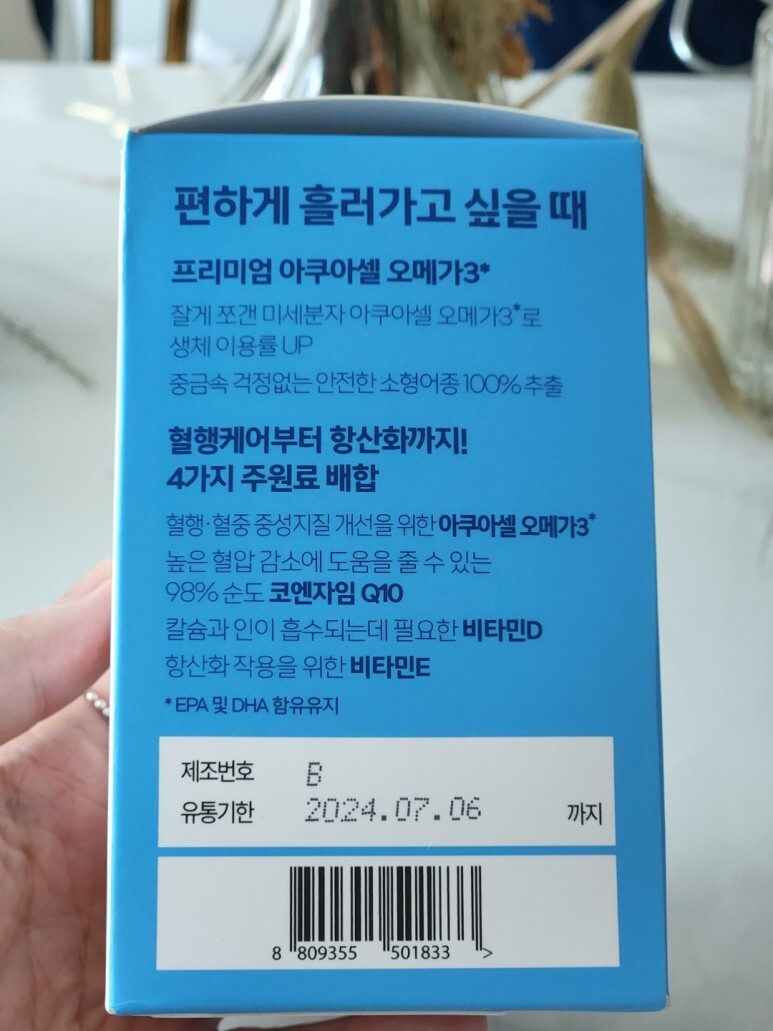 편하게 흘러가고 싶을 때
프리미엄 아쿠아셀 오메가3*
잘게 쪼갠 미세분자 아쿠아셀 오메가3*로
생체 이용률 UP
중금속 걱정없는 안전한 소형어종 100% 추출
혈행케어부터 항산화까지!
4가지 주원료 배합
혈행·혈중 중성지질 개선을 위한 아쿠아셀 오메가3*
높은 혈압 감소에 도움을 줄 수 있는
98% 순도 코엔자임 Q10
칼슘과 인이 흡수되는데 필요한 비타민D
항산화 작용을 위한 비타민E
* EPA 및 DHA 함유유지
제조번호 B
유통기한 2024.07.06 까지
8 809355 501833 >